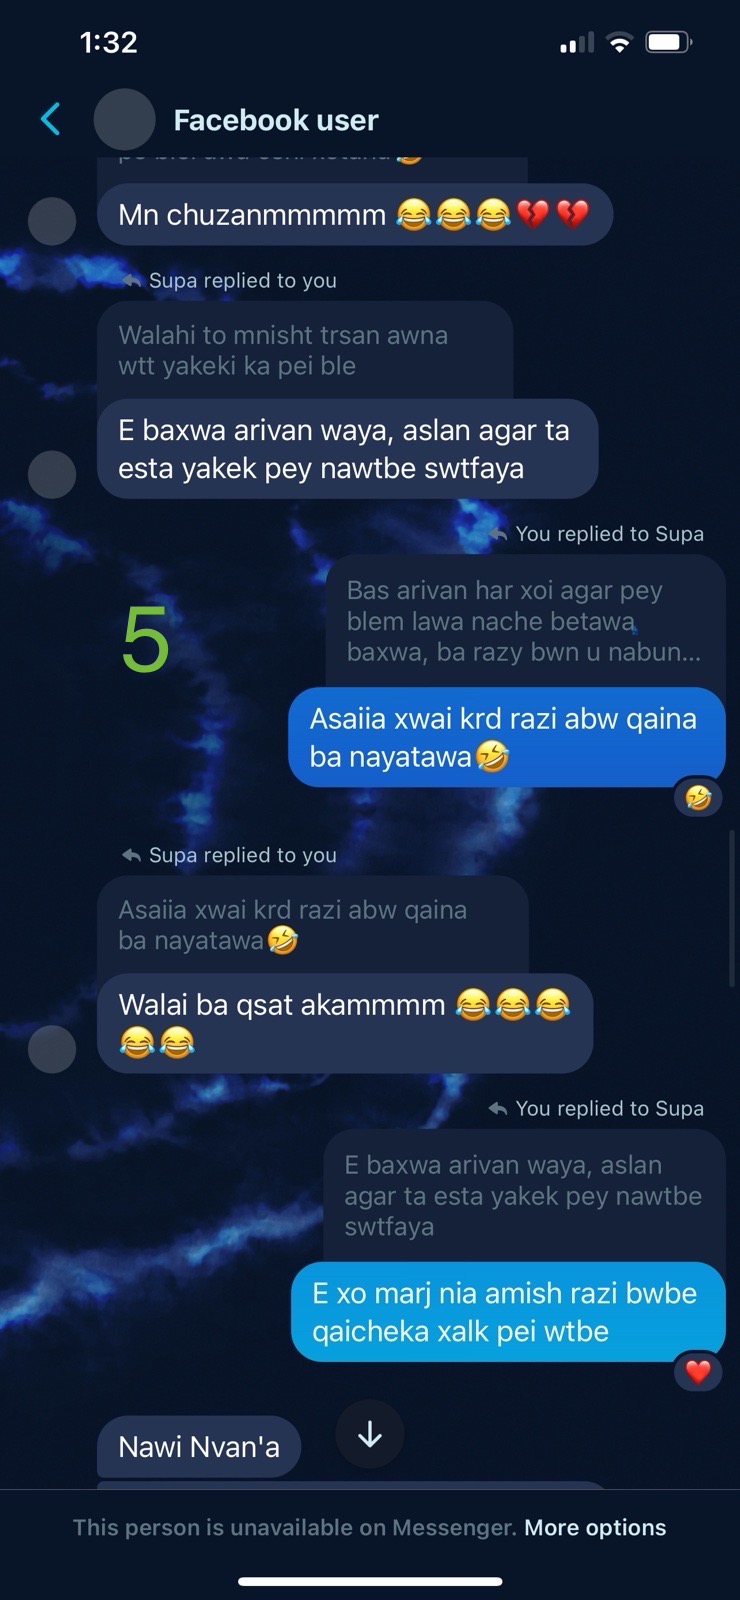 1:32
Facebook user
Mn chuzanmmmmm 😂😂😂💔💔
Supa replied to you
Walahi to mnisht trsan awna
wtt yakeki ka pei ble
E baxwa arivan waya, aslan agar ta
esta yakek pey nawtbe swtfaya
You replied to Supa
Bas arivan har xoi agar pey
blem lawa nache betawa
baxwa, ba razy bwn u nabun...
5
Asaiia xwai krd razi abw qaina
ba nayatawa🤣
🤣
Supa replied to you
Asaiia xwai krd razi abw qaina
ba nayatawa🤣
Walai ba qsat akammmm 😂😂😂
😂😂
You replied to Supa
E baxwa arivan waya, aslan
agar ta esta yakek pey nawtbe
swtfaya
E xo marj nia amish razi bwbe
qaicheka xalk pei wtbe
❤️
Nawi Nvan'a
This person is unavailable on Messenger. More options